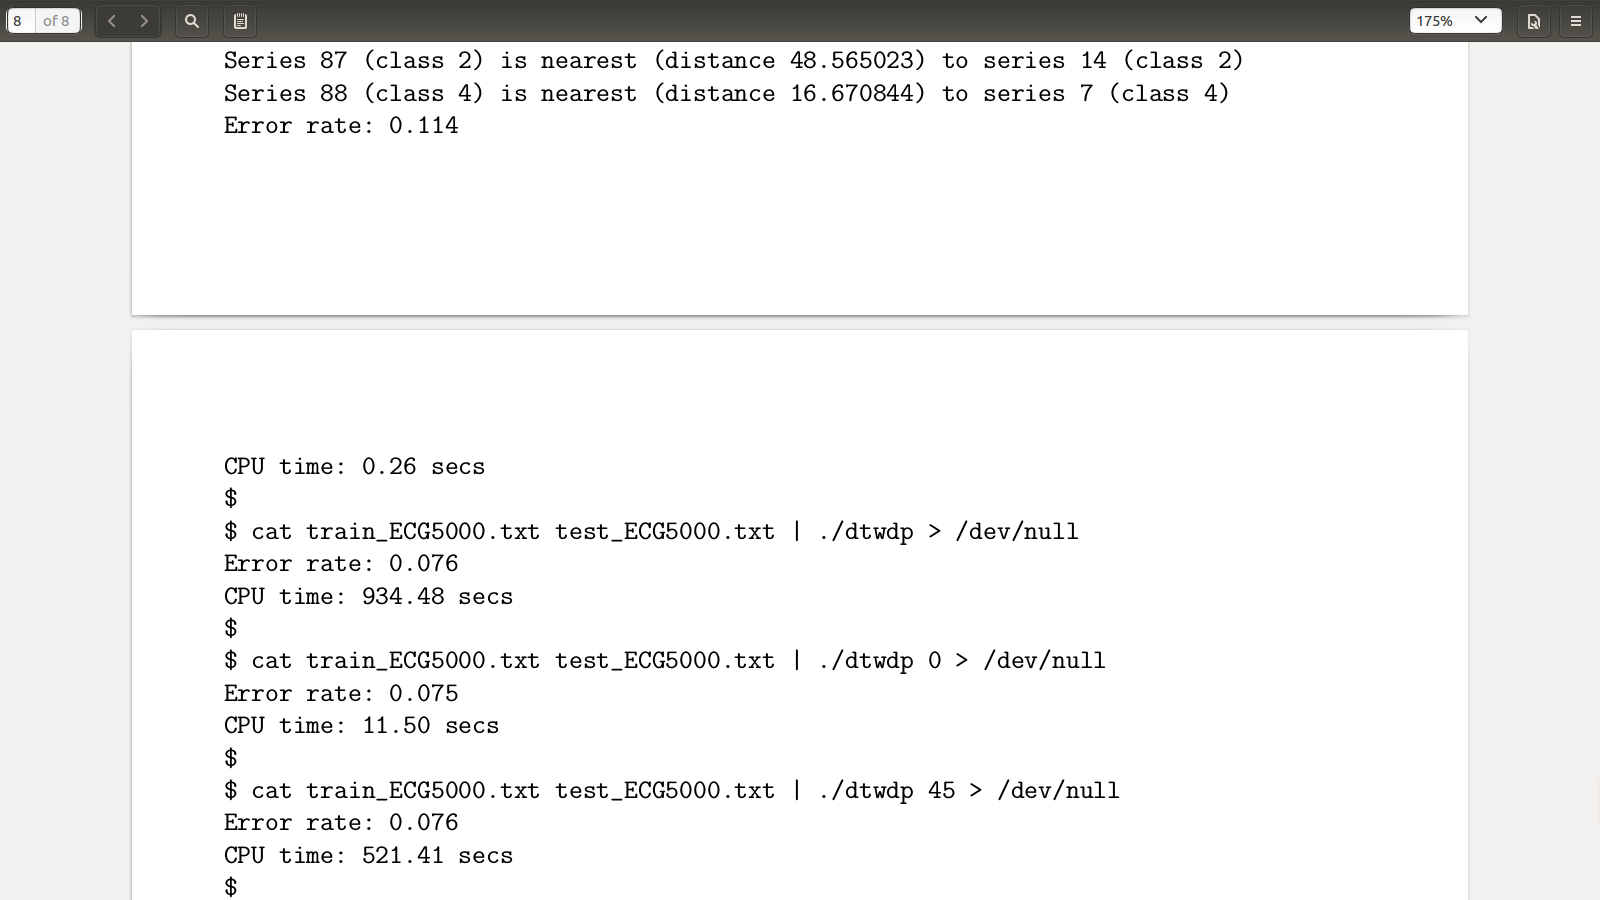 8 of 8
175%
Series 87 (class 2) is nearest (distance 48.565023) to series 14 (class 2)
Series 88 (class 4) is nearest (distance 16.670844) to series 7 (class 4)
Error rate: 0.114
CPU time: 0.26 secs
$
$ cat train_ECG5000.txt test_ECG5000.txt | ./dtwdp > /dev/null
Error rate: 0.076
CPU time: 934.48 secs
$
$ cat train_ECG5000.txt test_ECG5000.txt | ./dtwdp 0 > /dev/null
Error rate: 0.075
CPU time: 11.50 secs
$
$ cat train_ECG5000.txt test_ECG5000.txt | ./dtwdp 45 > /dev/null
Error rate: 0.076
CPU time: 521.41 secs
$